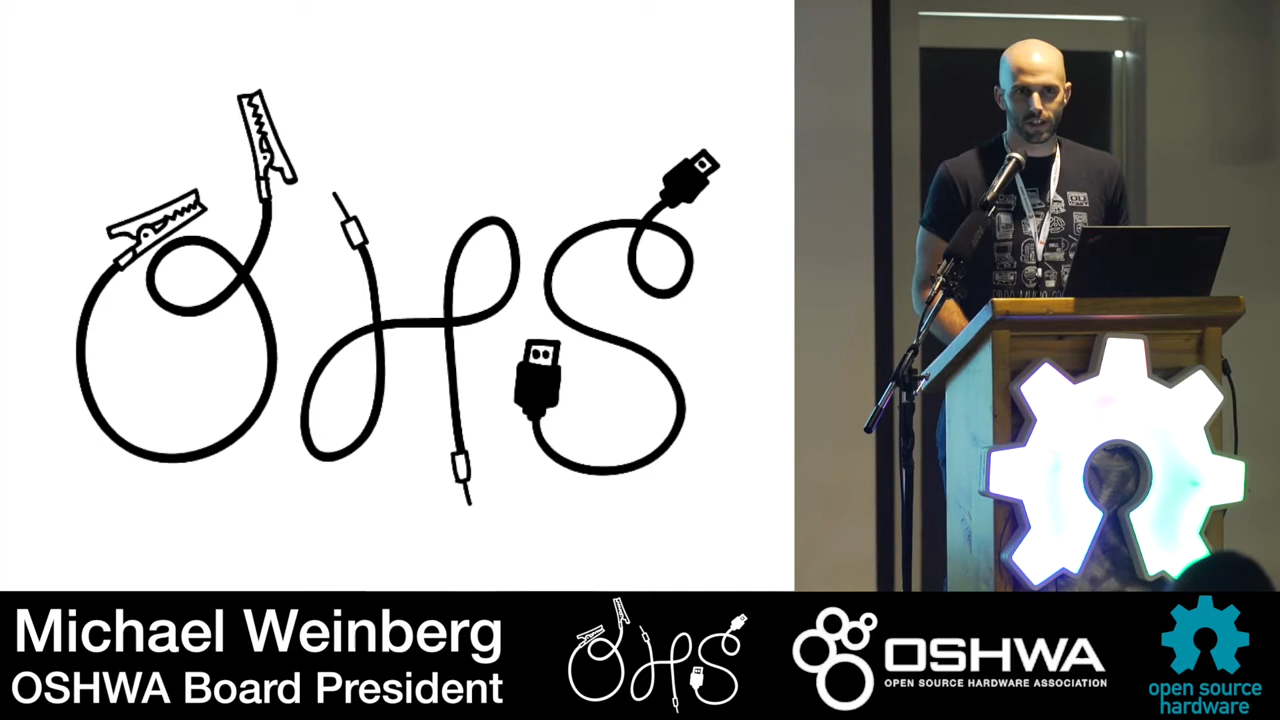 OHS
Michael Weinberg
OSHWA Board President
OHS
OSHWA
OPEN SOURCE HARDWARE ASSOCIATION
open source
hardware